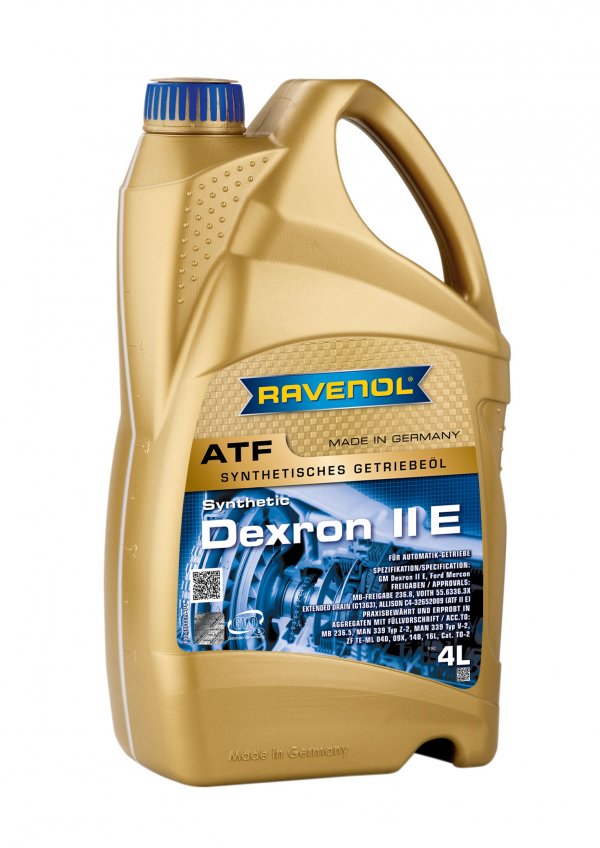 RAVENOL®
ATF
MADE IN GERMANY
SYNTHETISCHES GETRIEBEÖL
Synthetic
Dexron II E
FÜR AUTOMATIK-GETRIEBE
SPEZIFIKATION/SPECIFICATION:
GM Dexron II E, Ford Mercon
FREIGABEN / APPROVALS:
MB-FREIGABE 236.8, VOITH 55.6336.3X
EXTENDED DRAIN (G1363), ALLISON C4-32652009 (ATF II E)
PRAXISBEWÄHRT UND ERPROBT IN
AGGREGATEN MIT FÜLLVORSCHRIFT / ACC.TO:
MB 236.5, MAN 339 Typ Z-2, MAN 339 Typ V-2,
ZF TE-ML 04D, 09X, 14B, 16L, Cat. TO-2
4L
Made in Germany